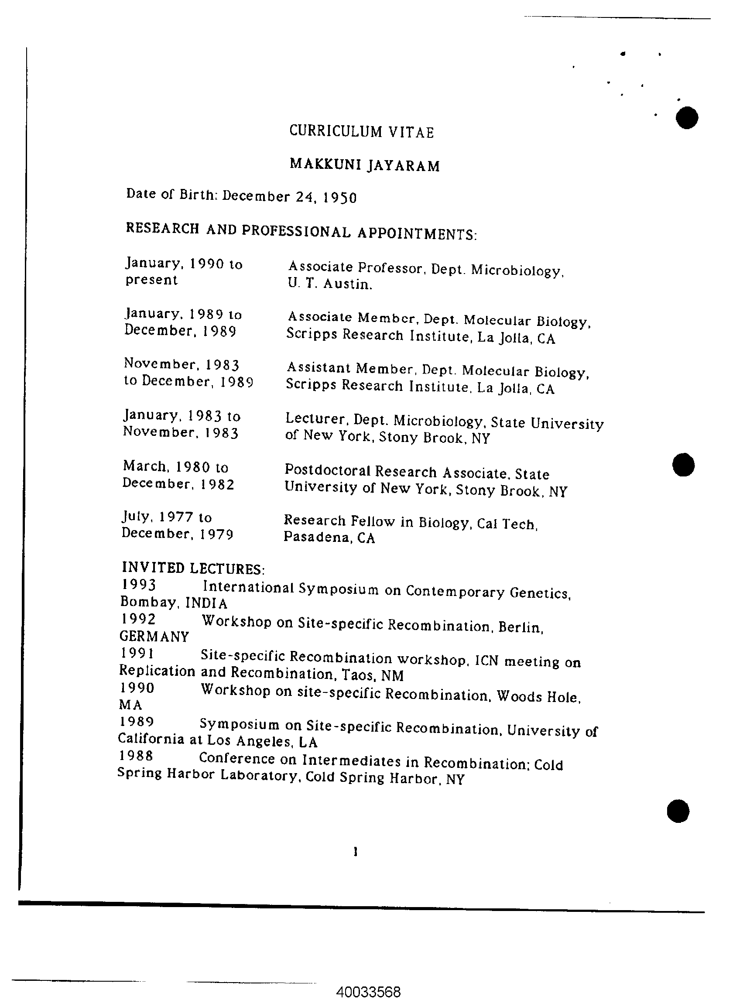 CURRICULUM VITAE
MAKKUNI JAYARAM
Date of Birth: December 24, 1950
RESEARCH AND PROFESSIONAL APPOINTMENTS:
January, 1990 to Associate Professor, Dept. Microbiology,
present U. T. Austin.
January, 1989 to Associate Member, Dept. Molecular Biology,
December, 1989 Scripps Research Institute, La Jolla, CA
November, 1983 Assistant Member, Dept. Molecular Biology,
to December, 1989 Scripps Research Institute, La Jolla, CA
January, 1983 to Lecturer, Dept. Microbiology, State University
November, 1983 of New York, Stony Brook, NY
March, 1980 to Postdoctoral Research Associate, State
December, 1982 University of New York, Stony Brook, NY
July, 1977 to Research Fellow in Biology, Cal Tech,
December, 1979 Pasadena, CA
INVITED LECTURES:
1993 International Symposium on Contemporary Genetics,
Bombay, INDIA
1992 Workshop on Site-specific Recombination, Berlin,
GERMANY
1991 Site-specific Recombination workshop, ICN meeting on
Replication and Recombination, Taos, NM
1990 Workshop on site-specific Recombination, Woods Hole,
MA
1989 Symposium on Site-specific Recombination, University of
California at Los Angeles, LA
1988 Conference on Intermediates in Recombination; Cold
Spring Harbor Laboratory, Cold Spring Harbor, NY
1
40033568